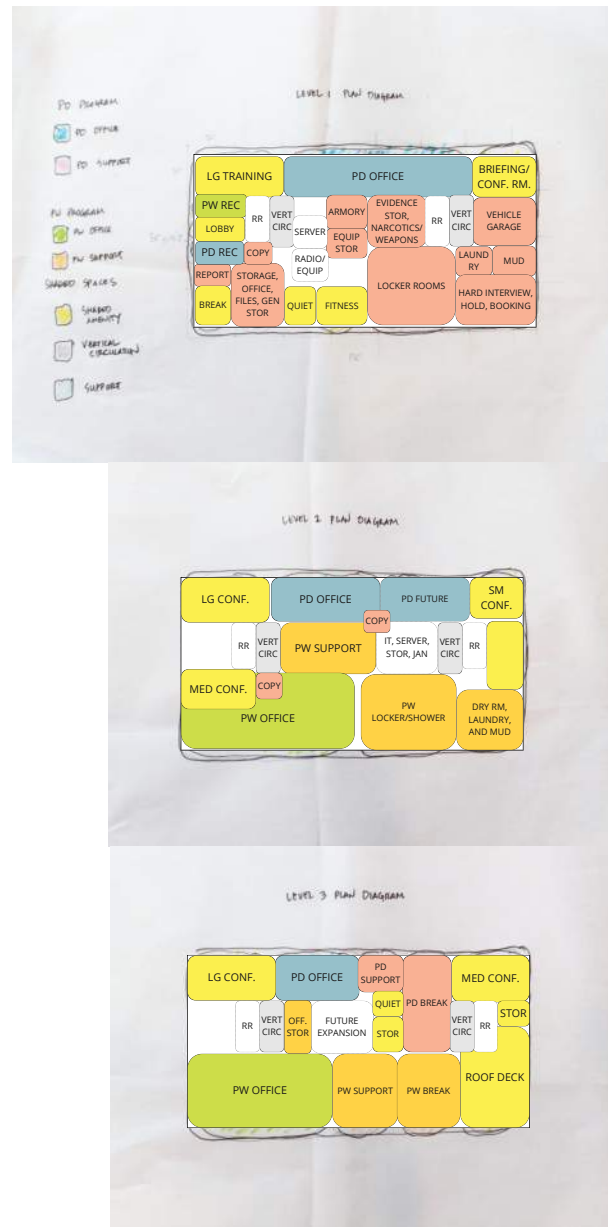 LEVEL 1 PLAN DIAGRAM
PD PROGRAM
PD OFFICE
PD SUPPORT
PW PROGRAM
PW OFFICE
PW SUPPORT
SHARED SPACES
SHARED AMENITY
VERTICAL CIRCULATION
SUPPORT
LG TRAINING
PD OFFICE
BRIEFING/
CONF. RM.
PW REC
LOBBY
RR
VERT
CIRC
SERVER
ARMORY
EQUIP
STOR
EVIDENCE
STOR,
NARCOTICS/
WEAPONS
RR
VERT
CIRC
VEHICLE
GARAGE
PD REC
COPY
RADIO/
EQUIP
LOCKER ROOMS
LAUND
RY
MUD
REPORT
STORAGE,
OFFICE,
FILES, GEN
STOR
BREAK
QUIET
FITNESS
HARD INTERVIEW,
HOLD, BOOKING
LEVEL 2 PLAN DIAGRAM
LG CONF.
PD OFFICE
PD FUTURE
SM
CONF.
COPY
RR
VERT
CIRC
PW SUPPORT
IT, SERVER,
STOR, JAN
VERT
CIRC
RR
MED CONF.
COPY
PW OFFICE
PW
LOCKER/SHOWER
DRY RM,
LAUNDRY,
AND MUD
LEVEL 3 PLAN DIAGRAM
LG CONF.
PD OFFICE
PD
SUPPORT
PD BREAK
MED CONF.
RR
VERT
CIRC
OFF.
STOR
FUTURE
EXPANSION
QUIET
STOR
VERT
CIRC
RR
STOR
PW OFFICE
PW SUPPORT
PW BREAK
ROOF DECK